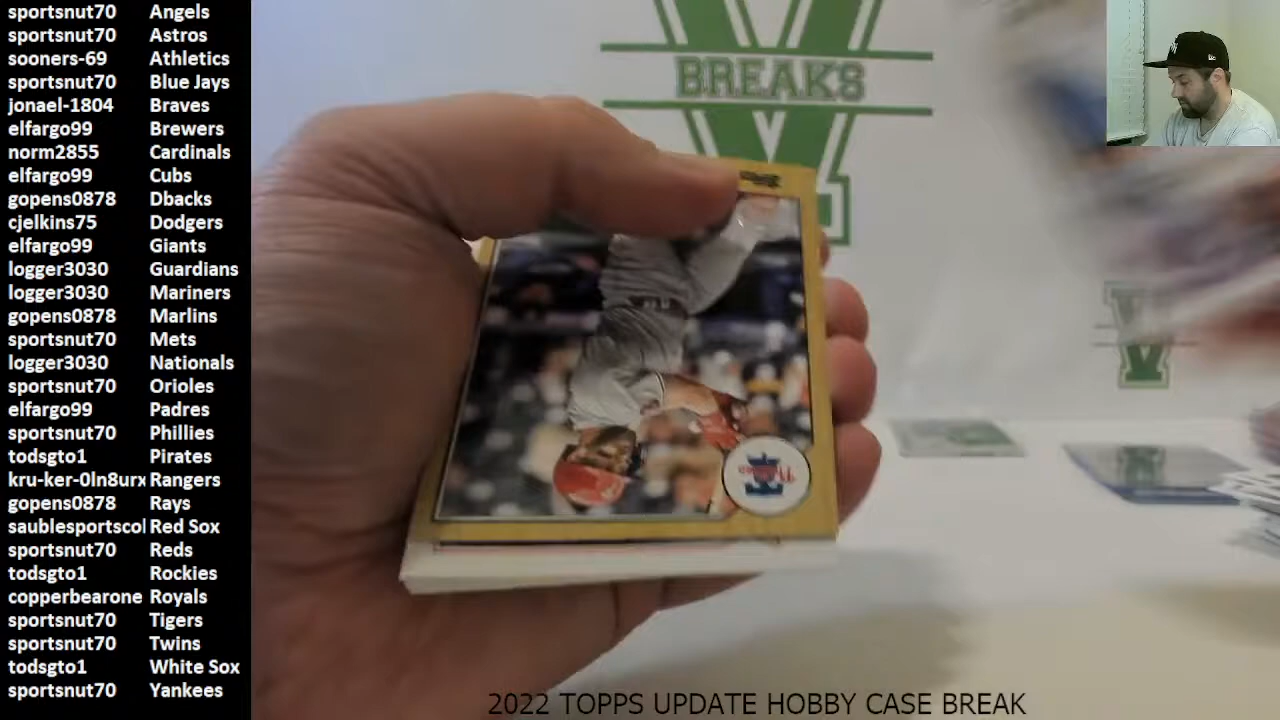 sportsnut70 Angels
sportsnut70 Astros
sooners-69 Athletics
sportsnut70 Blue Jays
jonael-1804 Braves
elfargo99 Brewers
norm2855 Cardinals
elfargo99 Cubs
gopens0878 Dbacks
cjelkins75 Dodgers
elfargo99 Giants
logger3030 Guardians
logger3030 Mariners
gopens0878 Marlins
sportsnut70 Mets
logger3030 Nationals
sportsnut70 Orioles
elfargo99 Padres
sportsnut70 Phillies
todsgto1 Pirates
kru-ker-0ln8urx Rangers
gopens0878 Rays
saublesportscol Red Sox
sportsnut70 Reds
todsgto1 Rockies
copperbearone Royals
sportsnut70 Tigers
sportsnut70 Twins
todsgto1 White Sox
sportsnut70 Yankees
V
BREAKS
V
2022 TOPPS UPDATE HOBBY CASE BREAK